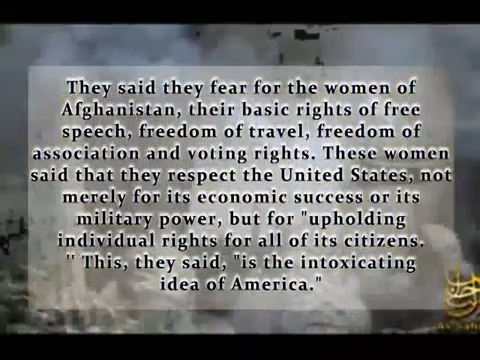 They said they fear for the women of
Afghanistan, their basic rights of free
speech, freedom of travel, freedom of
association and voting rights. These women
said that they respect the United States, not
merely for its economic success or its
military power, but for "upholding
individual rights for all of its citizens.
'' This, they said, "is the intoxicating
idea of America."